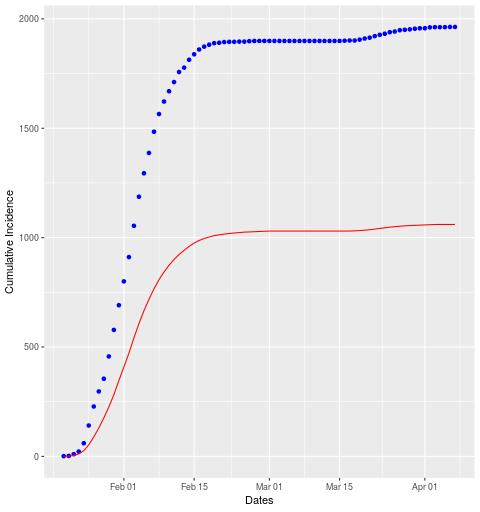 2000
1500
1000
500
0
Cumulative Incidence
Feb 01
Feb 15
Mar 01
Mar 15
Apr 01
Dates